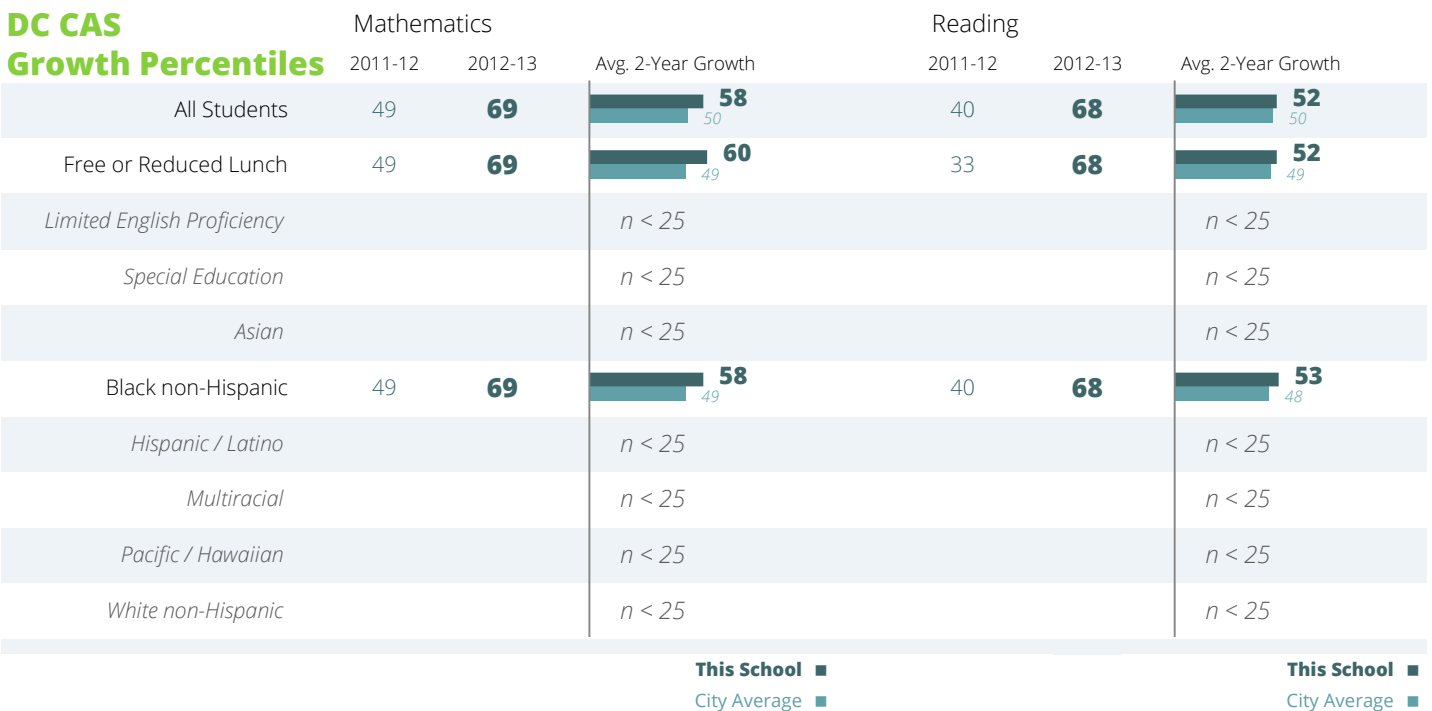 DC CAS Mathematics Reading
Growth Percentiles 2011-12 2012-13 Avg. 2-Year Growth 2011-12 2012-13 Avg. 2-Year Growth
All Students 49 69 58 50 40 68 52 50
Free or Reduced Lunch 49 69 60 49 33 68 52 49
Limited English Proficiency n < 25 n < 25
Special Education n < 25 n < 25
Asian n < 25 n < 25
Black non-Hispanic 49 69 58 49 40 68 53 48
Hispanic / Latino n < 25 n < 25
Multiracial n < 25 n < 25
Pacific / Hawaiian n < 25 n < 25
White non-Hispanic n < 25 n < 25
This School This School
City Average City Average